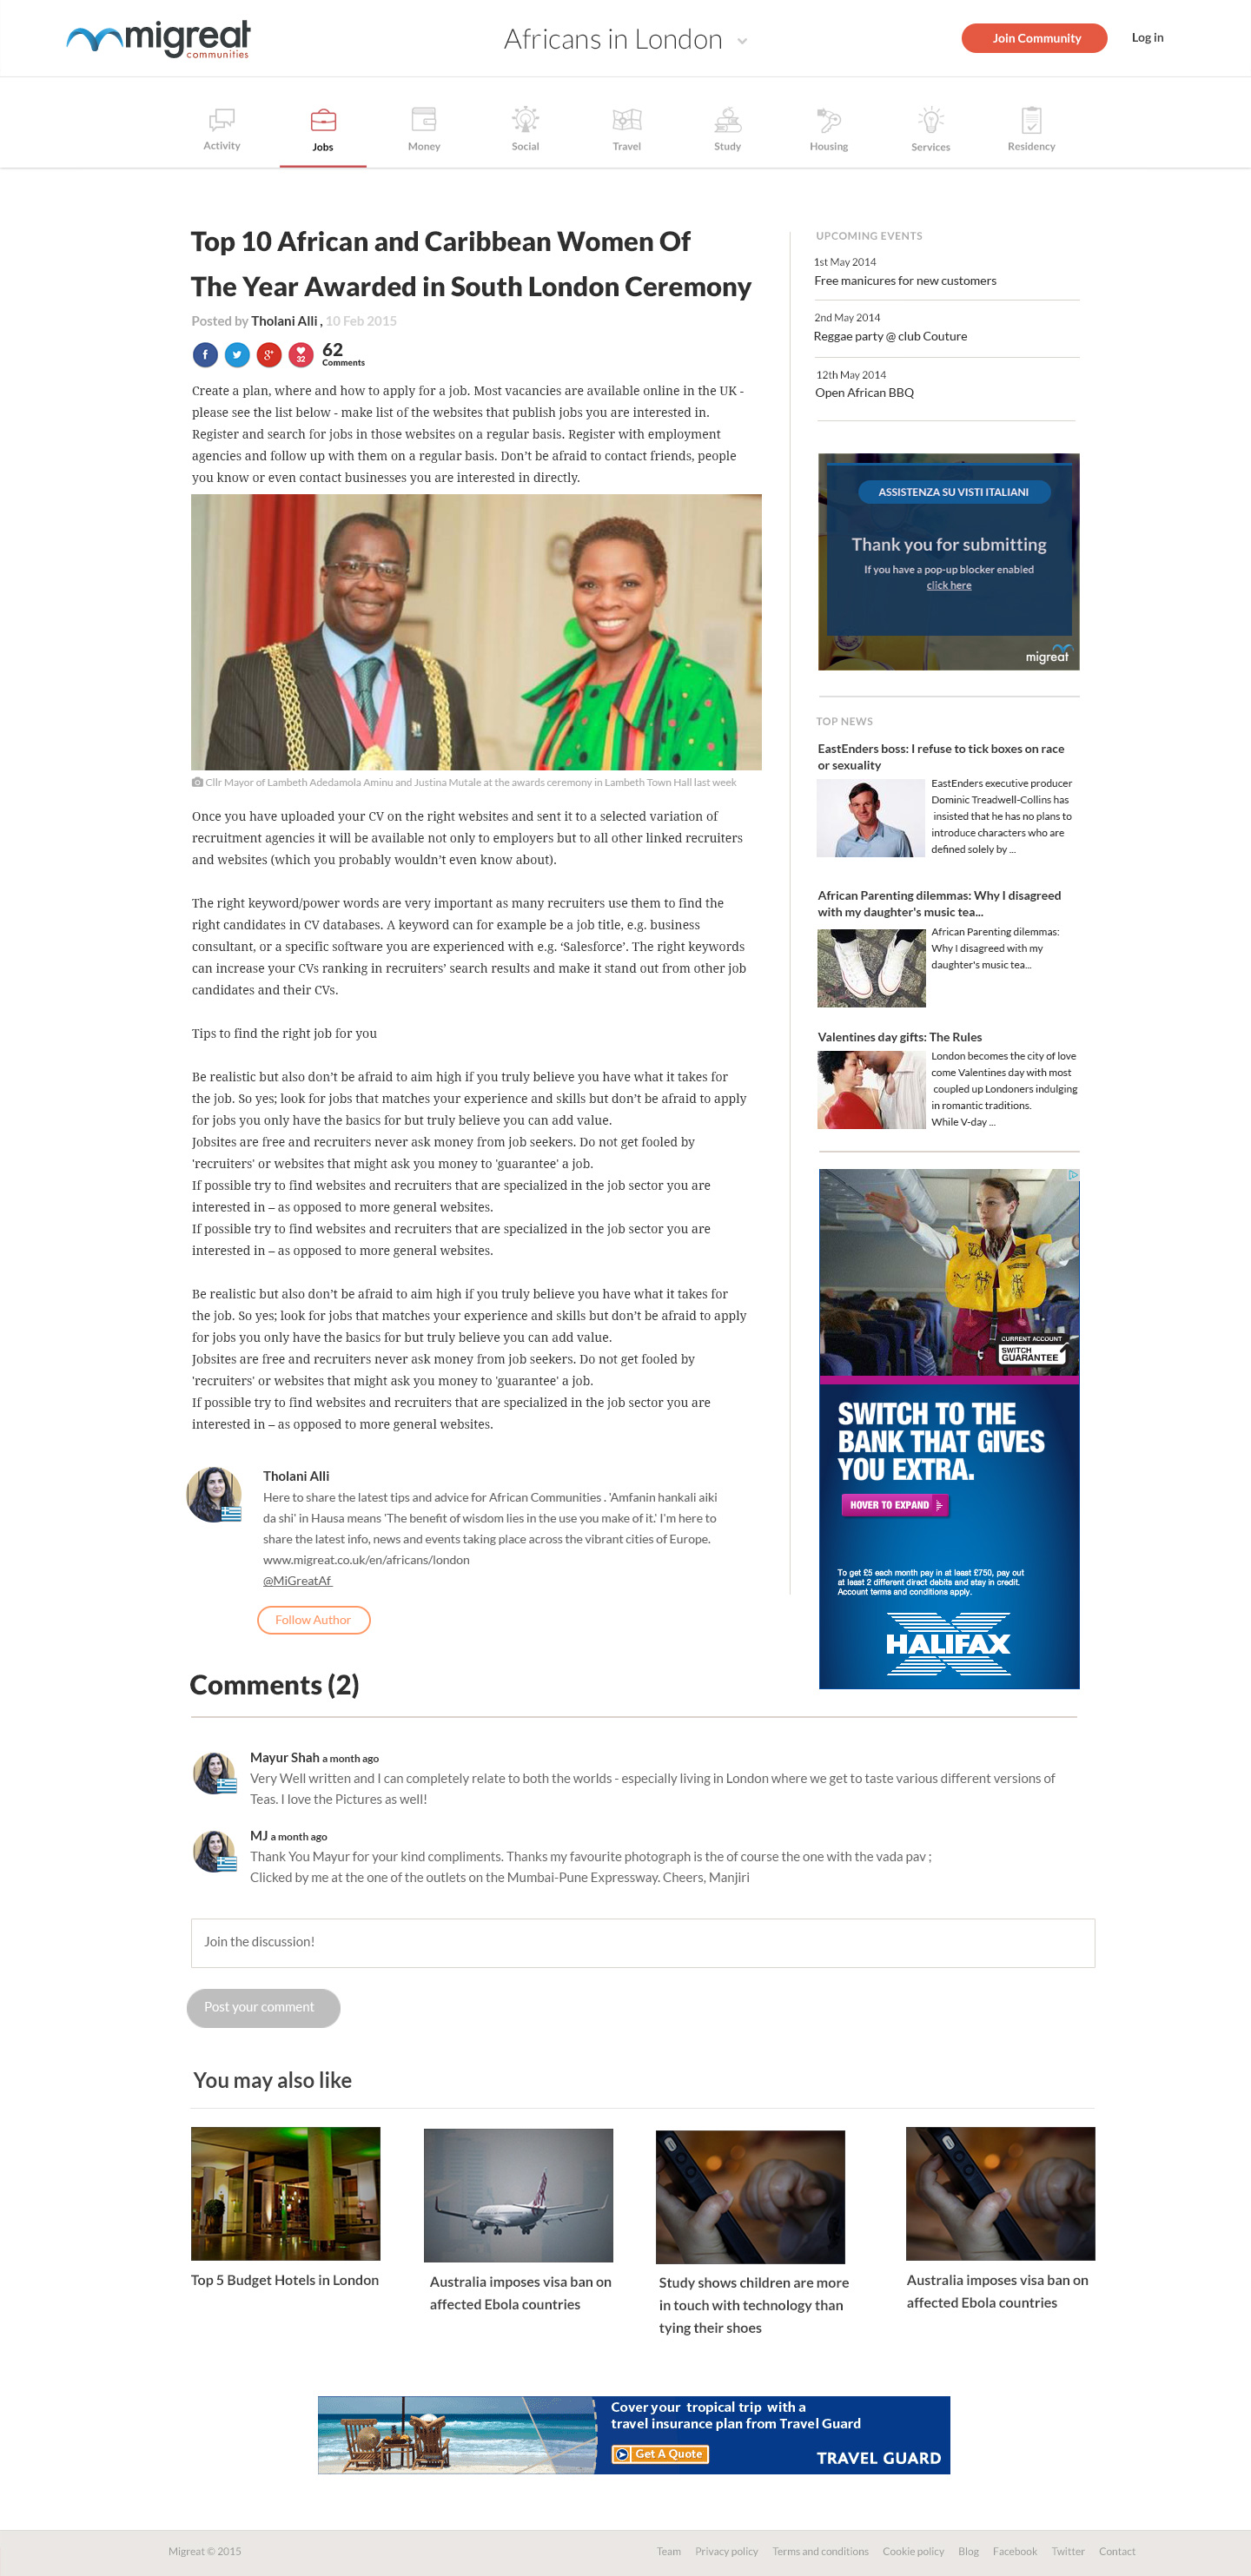 migreat
communities
Africans in London
Join Community
Log in
Activity
Jobs
Money
Social
Travel
Study
Housing
Services
Residency
Top 10 African and Caribbean Women Of
The Year Awarded in South London Ceremony
Posted by Tholani Alli , 10 Feb 2015
32
62
Comments
Create a plan, where and how to apply for a job. Most vacancies are available online in the UK -
please see the list below - make list of the websites that publish jobs you are interested in.
Register and search for jobs in those websites on a regular basis. Register with employment
agencies and follow up with them on a regular basis. Don’t be afraid to contact friends, people
you know or even contact businesses you are interested in directly.
Cllr Mayor of Lambeth Adedamola Aminu and Justina Mutale at the awards ceremony in Lambeth Town Hall last week
Once you have uploaded your CV on the right websites and sent it to a selected variation of
recruitment agencies it will be available not only to employers but to all other linked recruiters
and websites (which you probably wouldn’t even know about).
The right keyword/power words are very important as many recruiters use them to find the
right candidates in CV databases. A keyword can for example be a job title, e.g. business
consultant, or a specific software you are experienced with e.g. ‘Salesforce’. The right keywords
can increase your CVs ranking in recruiters’ search results and make it stand out from other job
candidates and their CVs.
Tips to find the right job for you
Be realistic but also don’t be afraid to aim high if you truly believe you have what it takes for
the job. So yes; look for jobs that matches your experience and skills but don’t be afraid to apply
for jobs you only have the basics for but truly believe you can add value.
Jobsites are free and recruiters never ask money from job seekers. Do not get fooled by
'recruiters' or websites that might ask you money to 'guarantee' a job.
If possible try to find websites and recruiters that are specialized in the job sector you are
interested in – as opposed to more general websites.
If possible try to find websites and recruiters that are specialized in the job sector you are
interested in – as opposed to more general websites.
Be realistic but also don’t be afraid to aim high if you truly believe you have what it takes for
the job. So yes; look for jobs that matches your experience and skills but don’t be afraid to apply
for jobs you only have the basics for but truly believe you can add value.
Jobsites are free and recruiters never ask money from job seekers. Do not get fooled by
'recruiters' or websites that might ask you money to 'guarantee' a job.
If possible try to find websites and recruiters that are specialized in the job sector you are
interested in – as opposed to more general websites.
Tholani Alli
Here to share the latest tips and advice for African Communities . 'Amfanin hankali aiki
da shi' in Hausa means 'The benefit of wisdom lies in the use you make of it.' I'm here to
share the latest info, news and events taking place across the vibrant cities of Europe.
www.migreat.co.uk/en/africans/london
@MiGreatAf
Follow Author
UPCOMING EVENTS
1st May 2014
Free manicures for new customers
2nd May 2014
Reggae party @ club Couture
12th May 2014
Open African BBQ
ASSISTENZA SU VISTI ITALIANI
Thank you for submitting
If you have a pop-up blocker enabled
click here
migreat
TOP NEWS
EastEnders boss: I refuse to tick boxes on race
or sexuality
EastEnders executive producer
Dominic Treadwell-Collins has
insisted that he has no plans to
introduce characters who are
defined solely by ...
African Parenting dilemmas: Why I disagreed
with my daughter's music tea...
African Parenting dilemmas:
Why I disagreed with my
daughter's music tea...
Valentines day gifts: The Rules
London becomes the city of love
come Valentines day with most
coupled up Londoners indulging
in romantic traditions.
While V-day ...
CURRENT ACCOUNT
SWITCH
GUARANTEE
SWITCH TO THE
BANK THAT GIVES
YOU EXTRA.
HOVER TO EXPAND
To get £5 each month pay in at least £750, pay out
at least 2 different direct debits and stay in credit.
Account terms and conditions apply.
HALIFAX
Comments (2)
Mayur Shah a month ago
Very Well written and I can completely relate to both the worlds - especially living in London where we get to taste various different versions of
Teas. I love the Pictures as well!
MJ a month ago
Thank You Mayur for your kind compliments. Thanks my favourite photograph is the of course the one with the vada pav ;
Clicked by me at the one of the outlets on the Mumbai-Pune Expressway. Cheers, Manjiri
Join the discussion!
Post your comment
You may also like
Top 5 Budget Hotels in London
Australia imposes visa ban on
affected Ebola countries
Study shows children are more
in touch with technology than
tying their shoes
Australia imposes visa ban on
affected Ebola countries
Cover your tropical trip with a
travel insurance plan from Travel Guard
Get A Quote
TRAVEL GUARD
Migreat © 2015
Team
Privacy policy
Terms and conditions
Cookie policy
Blog
Facebook
Twitter
Contact